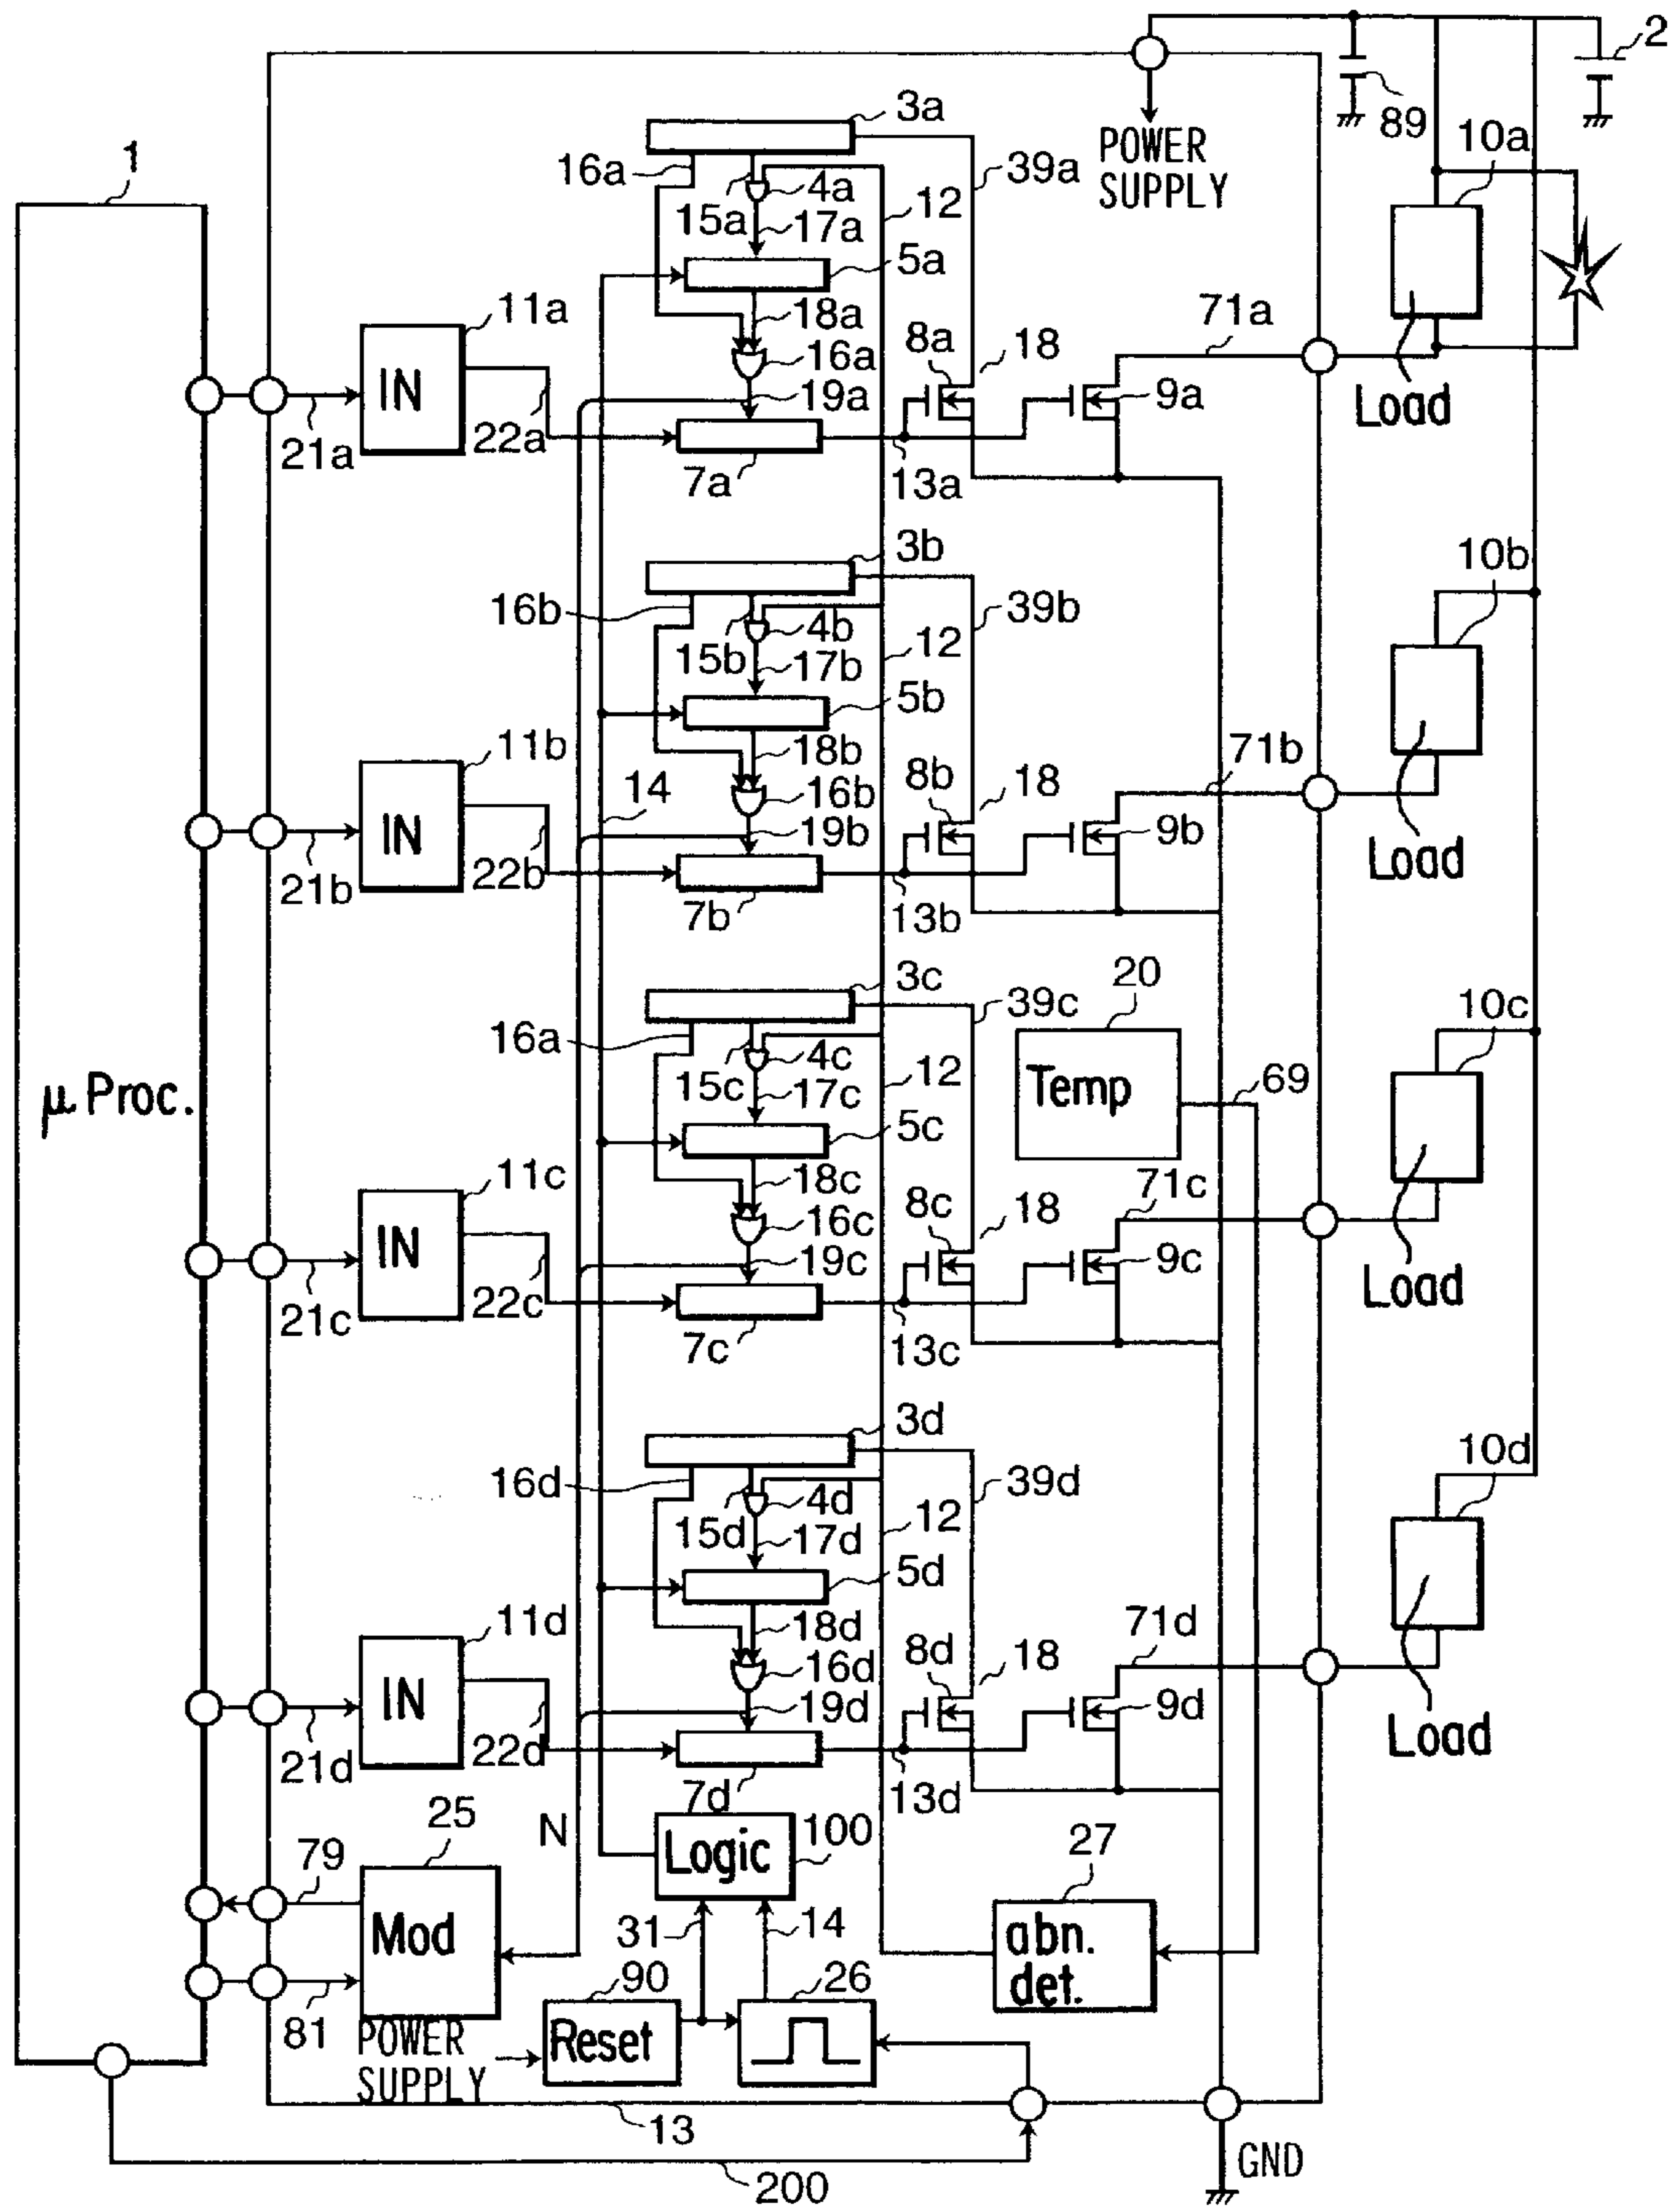 2
89
POWER
SUPPLY
10a
Load
1
μ Proc.
3a
16a
15a
4a
17a
12
39a
5a
18a
16a
19a
11a
IN
21a
22a
7a
13a
8a
18
9a
71a
3b
16b
15b
4b
17b
12
39b
5b
18b
16b
19b
14
11b
IN
21b
22b
7b
13b
8b
18
9b
71b
10b
Load
3c
16a
15c
4c
17c
12
39c
20
Temp
69
5c
18c
16c
19c
11c
IN
21c
22c
7c
13c
8c
18
9c
71c
10c
Load
3d
16d
15d
4d
17d
12
39d
5d
18d
16d
19d
11d
IN
21d
22d
7d
13d
8d
18
9d
71d
10d
Load
N
25
79
Mod
81
POWER
SUPPLY
Logic
100
31
14
90
Reset
26
27
abn.
det.
13
200
GND